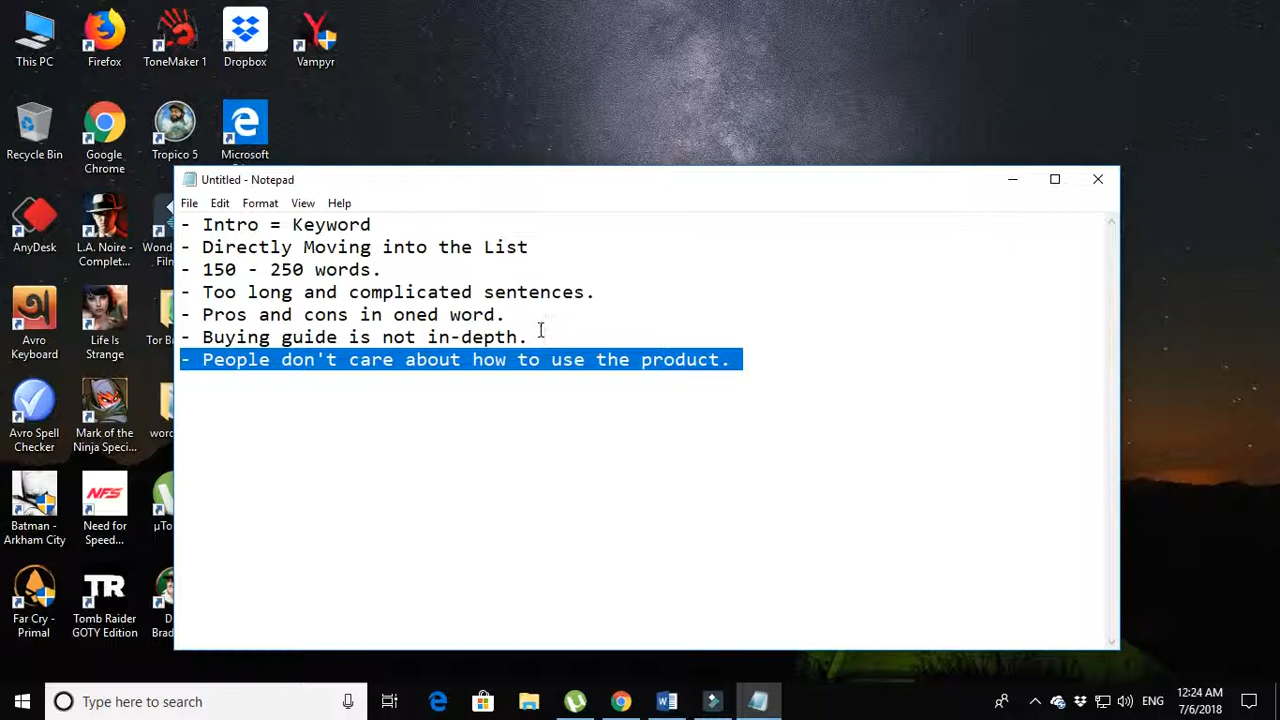 This PC
Firefox
ToneMaker 1
Dropbox
Vampyr
Recycle Bin
Google
Chrome
Tropico 5
Microsoft
Untitled - Notepad
File Edit Format View Help
- Intro = Keyword
- Directly Moving into the List
- 150 - 250 words.
- Too long and complicated sentences.
- Pros and cons in oned word.
- Buying guide is not in-depth.
- People don't care about how to use the product.
AnyDesk
L.A. Noire -
Complet...
Avro
Keyboard
Life Is
Strange
Avro Spell
Checker
Mark of the
Ninja Speci...
Batman -
Arkham City
NFS
Need for
Speed...
Far Cry -
Primal
TR
Tomb Raider
GOTY Edition
Type here to search
ENG
12:24 AM
7/6/2018